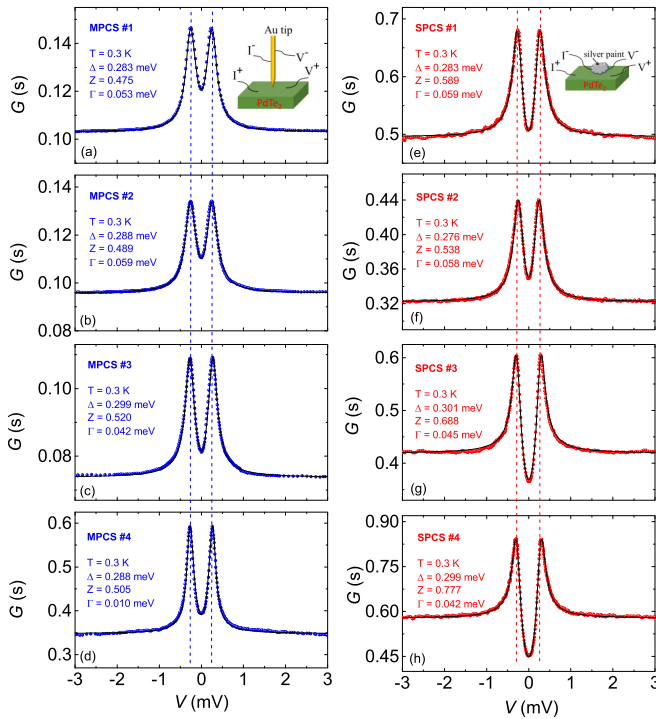 MPCS #1
T = 0.3 K
Δ = 0.283 meV
Z = 0.475
Γ = 0.053 meV
Au tip
I⁻
V⁻
I⁺
V⁺
PdTe₂
0.14
0.12
0.10
G (s)
(a)
MPCS #2
T = 0.3 K
Δ = 0.288 meV
Z = 0.489
Γ = 0.059 meV
0.14
0.12
0.10
0.08
G (s)
(b)
MPCS #3
T = 0.3 K
Δ = 0.299 meV
Z = 0.520
Γ = 0.042 meV
0.10
0.08
G (s)
(c)
MPCS #4
T = 0.3 K
Δ = 0.288 meV
Z = 0.505
Γ = 0.010 meV
0.6
0.5
0.4
0.3
G (s)
(d)
-3 -2 -1 0 1 2 3
V (mV)
SPCS #1
T = 0.3 K
Δ = 0.283 meV
Z = 0.589
Γ = 0.059 meV
silver paint
I⁻
V⁻
I⁺
V⁺
PdTe₂
0.7
0.6
0.5
G (s)
(e)
SPCS #2
T = 0.3 K
Δ = 0.276 meV
Z = 0.538
Γ = 0.058 meV
0.44
0.40
0.36
0.32
G (s)
(f)
SPCS #3
T = 0.3 K
Δ = 0.301 meV
Z = 0.688
Γ = 0.045 meV
0.6
0.5
0.4
G (s)
(g)
SPCS #4
T = 0.3 K
Δ = 0.299 meV
Z = 0.777
Γ = 0.042 meV
0.90
0.75
0.60
0.45
G (s)
(h)
-3 -2 -1 0 1 2 3
V (mV)